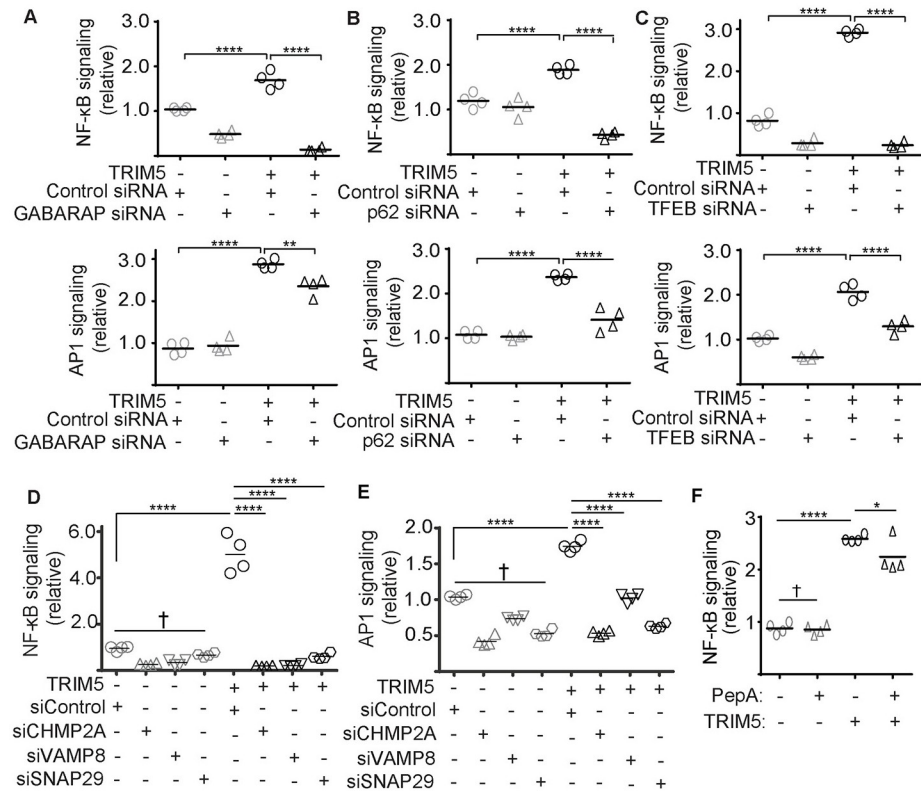 A
NF-κB signaling
(relative)
3.0
2.0
1.0
****
****
TRIM5 - - + +
Control siRNA + - + -
GABARAP siRNA - + - +
B
NF-κB signaling
(relative)
3.0
2.0
1.0
****
****
TRIM5 - - + +
Control siRNA + - + -
p62 siRNA - + - +
C
NF-κB signaling
(relative)
3.0
2.0
1.0
****
****
TRIM5 - - + +
Control siRNA + - + -
TFEB siRNA - + - +
AP1 signaling
(relative)
3.0
2.0
1.0
****
**
TRIM5 - - + +
Control siRNA + - + -
GABARAP siRNA - + - +
AP1 signaling
(relative)
3.0
2.0
1.0
****
****
TRIM5 - - + +
Control siRNA + - + -
p62 siRNA - + - +
AP1 signaling
(relative)
3.0
2.0
1.0
****
****
TRIM5 - - + +
Control siRNA + - + -
TFEB siRNA - + - +
D
NF-κB signaling
(relative)
6.0
4.0
2.0
****
****
****
****
†
TRIM5 - - - - + + + +
siControl + - - - + - - -
siCHMP2A - + - - - + - -
siVAMP8 - - + - - - + -
siSNAP29 - - - + - - - +
E
AP1 signaling
(relative)
2.0
1.5
1.0
0.5
****
****
****
****
†
TRIM5 - - - - + + + +
siControl + - - - + - - -
siCHMP2A - + - - - + - -
siVAMP8 - - + - - - + -
siSNAP29 - - - + - - - +
F
NF-κB signaling
(relative)
3
2
1
****
*
†
PepA: - + - +
TRIM5: - - + +